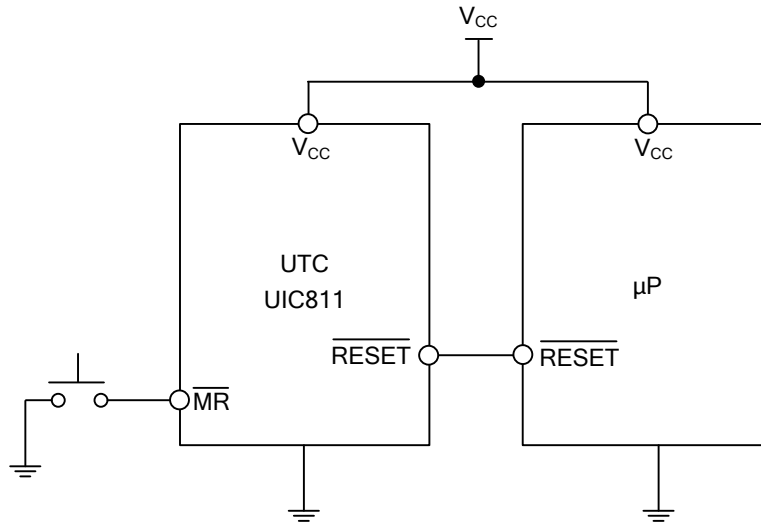 VCC
VCC
VCC
UTC
UIC811
µP
RESET
RESET
MR